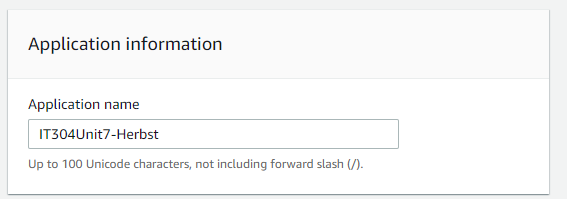 Application information
Application name
IT304Unit7-Herbst
Up to 100 Unicode characters, not including forward slash (/).